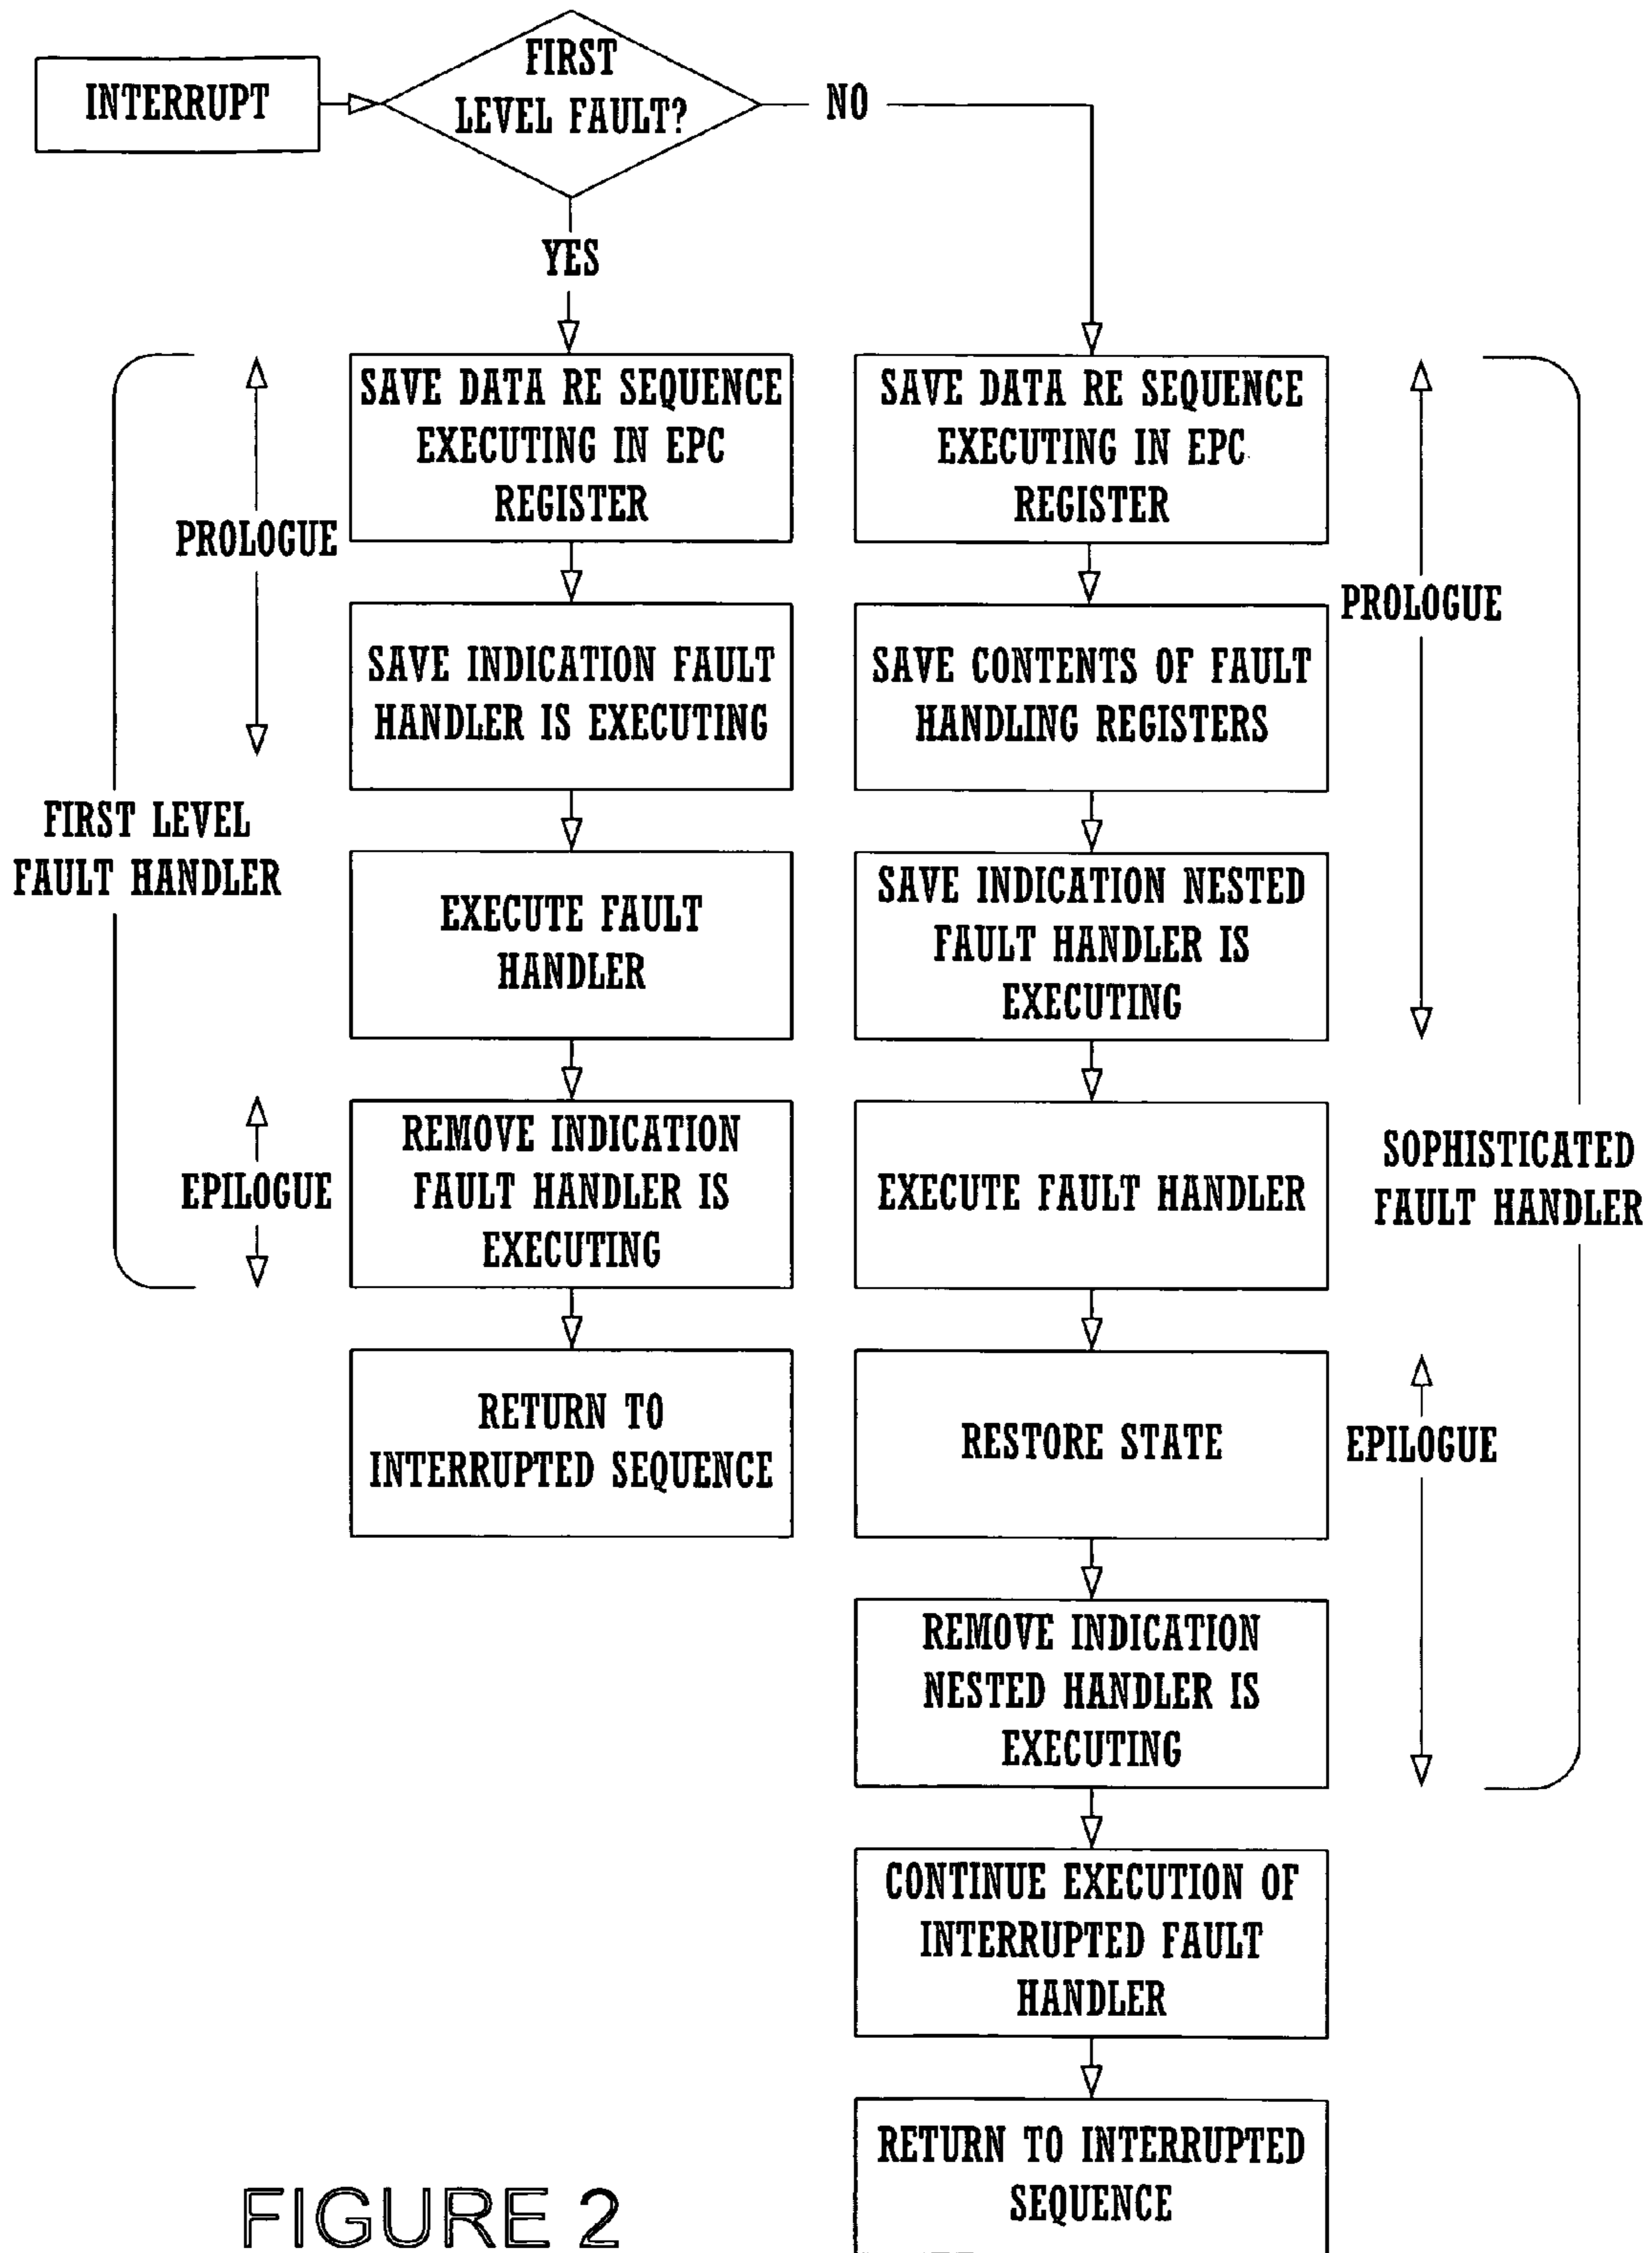 INTERRUPT
FIRST
LEVEL FAULT?
NO
YES
FIRST LEVEL
FAULT HANDLER
PROLOGUE
SAVE DATA RE SEQUENCE
EXECUTING IN EPC
REGISTER
SAVE INDICATION FAULT
HANDLER IS EXECUTING
EXECUTE FAULT
HANDLER
EPILOGUE
REMOVE INDICATION
FAULT HANDLER IS
EXECUTING
RETURN TO
INTERRUPTED SEQUENCE
SAVE DATA RE SEQUENCE
EXECUTING IN EPC
REGISTER
PROLOGUE
SAVE CONTENTS OF FAULT
HANDLING REGISTERS
SAVE INDICATION NESTED
FAULT HANDLER IS
EXECUTING
SOPHISTICATED
FAULT HANDLER
EXECUTE FAULT HANDLER
RESTORE STATE
EPILOGUE
REMOVE INDICATION
NESTED HANDLER IS
EXECUTING
CONTINUE EXECUTION OF
INTERRUPTED FAULT
HANDLER
RETURN TO INTERRUPTED
SEQUENCE
FIGURE 2